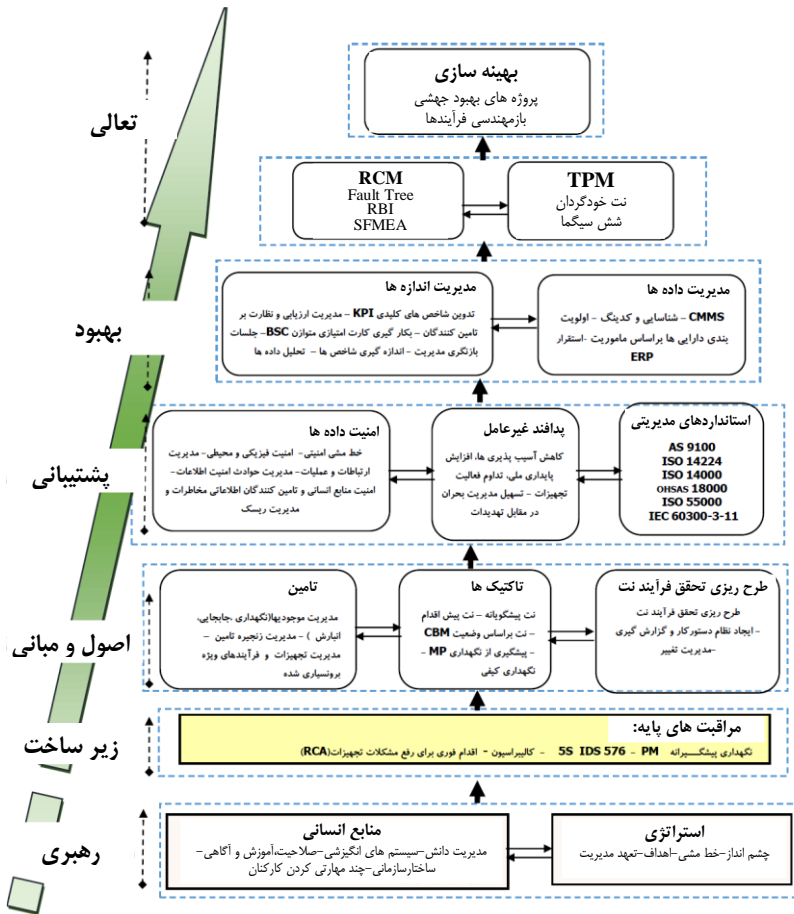 بهینه سازی
پروژه های بهبود جهشی
بازمهندسی فرآیندها
تعالی
RCM
Fault Tree
RBI
SFMEA
TPM
نت خودگردان
شش سیگما
بهبود
مدیریت اندازه ها
تدوین شاخص های کلیدی KPI – مدیریت ارزیابی و نظارت بر
تامین کنندگان – بکار گیری کارت امتیازی متوازن BSC– جلسات
بازنگری مدیریت – اندازه گیری شاخص ها – تحلیل داده ها
مدیریت داده ها
CMMS – شناسایی و کدینگ – اولویت
بندی دارایی ها براساس ماموریت -استقرار
ERP
پشتیبانی
امنیت داده ها
خط مشی امنیتی– امنیت فیزیکی و محیطی–مدیریت
ارتباطات و عملیات– مدیریت حوادث امنیت اطلاعات–
امنیت منابع انسانی و تامین کنندگان اطلاعاتی مخاطرات و
مدیریت ریسک
پدافند غیرعامل
کاهش آسیب پذیری ها، افزایش
پایداری ملی، تداوم فعالیت
تجهیزات – تسهیل مدیریت بحران
در مقابل تهدیدات
استانداردهای مدیریتی
AS 9100
ISO 14224
ISO 14000
OHSAS 18000
ISO 55000
IEC 60300-3-11
اصول و مبانی
تامین
مدیریت موجودیها(نگهداری ،جابجایی،
انبارش ) – مدیریت زنجیره تامین –
مدیریت تجهیزات و فرآیندهای ویژه
برونسپاری شده
تاکتیک ها
نت پیشگویانه – نت پیش اقدام
– نت براساس وضعیت CBM
– پیشگیری از نگهداری MP –
نگهداری کیفی
طرح ریزی تحقق فرآیند نت
طرح ریزی تحقق فرآیند نت
– ایجاد نظام دستورکار و گزارش گیری
–مدیریت تغییر
زیر ساخت
مراقبت های پایه:
نگهداری پیشگـــیرانه PM – 5S IDS 576 – کالیبراسیون – اقدام فوری برای رفع مشکلات تجهیزات(RCA)
رهبری
منابع انسانی
مدیریت دانش–سیستم های انگیزشی–صلاحیت،آموزش و آگاهی–
ساختارسازمانی–چند مهارتی کردن کارکنان
استراتژی
چشم انداز–خط مشی–اهداف–تعهد مدیریت